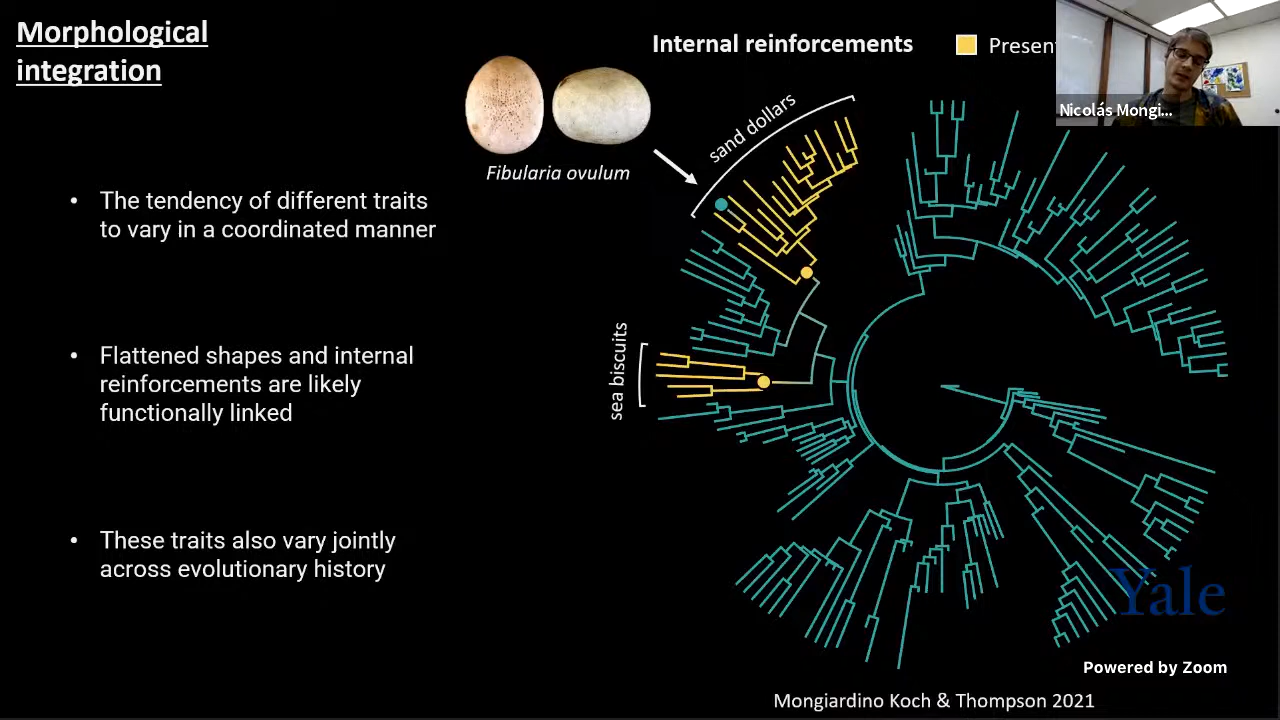 Morphological
integration
Internal reinforcements
Presen
Nicolás Mongi...
sand dollars
Fibularia ovulum
• The tendency of different traits
to vary in a coordinated manner
• Flattened shapes and internal
reinforcements are likely
functionally linked
sea biscuits
• These traits also vary jointly
across evolutionary history
Yale
Powered by Zoom
Mongiardino Koch & Thompson 2021